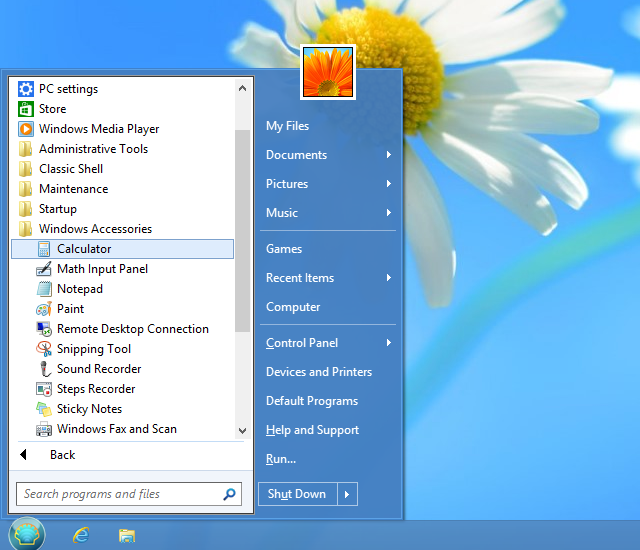 PC settings
Store
Windows Media Player
Administrative Tools
Classic Shell
Maintenance
Startup
Windows Accessories
Calculator
Math Input Panel
Notepad
Paint
Remote Desktop Connection
Snipping Tool
Sound Recorder
Steps Recorder
Sticky Notes
Windows Fax and Scan
Back
Search programs and files
My Files
Documents
Pictures
Music
Games
Recent Items
Computer
Control Panel
Devices and Printers
Default Programs
Help and Support
Run...
Shut Down